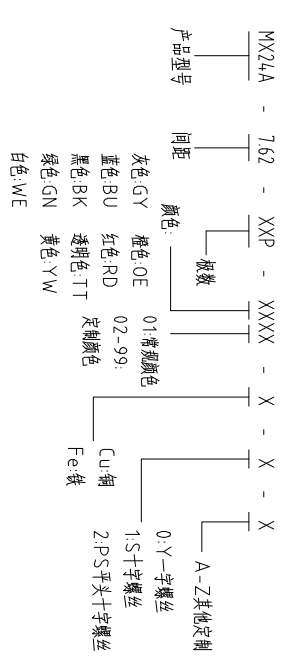 MX24A - 7.62 - XXP - XXXX - X - X - X
产品型号
间距
极数
颜色:
灰色:GY 橙色:OE
蓝色:BU 红色:RD
黑色:BK 透明色:TT
绿色:GN 黄色:YW
白色:WE
01:常规颜色
02-99:
定制颜色
Cu:铜
Fe:铁
0:Y一字螺丝
1:S十字螺丝
2:PS平头十字螺丝
A-Z其他定制